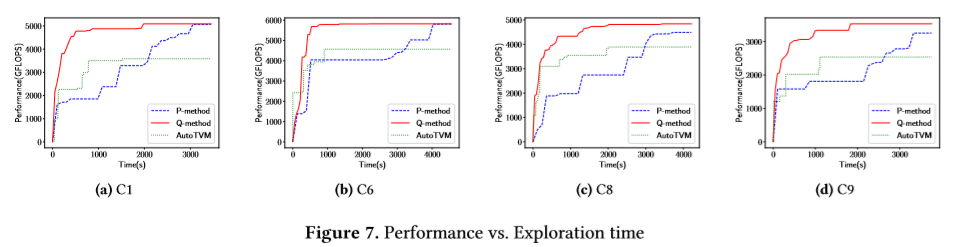 Performance(GFLOPS)
5000
4000
3000
2000
1000
0
P-method
Q-method
AutoTVM
0 1000 2000 3000
Time(s)
(a) C1
Performance(GFLOPS)
6000
5000
4000
3000
2000
1000
0
P-method
Q-method
AutoTVM
0 1000 2000 3000 4000
Time(s)
(b) C6
Performance(GFLOPS)
5000
4000
3000
2000
1000
0
P-method
Q-method
AutoTVM
0 1000 2000 3000 4000
Time(s)
(c) C8
Performance(GFLOPS)
3000
2000
1000
0
P-method
Q-method
AutoTVM
0 1000 2000 3000
Time(s)
(d) C9
Figure 7. Performance vs. Exploration time